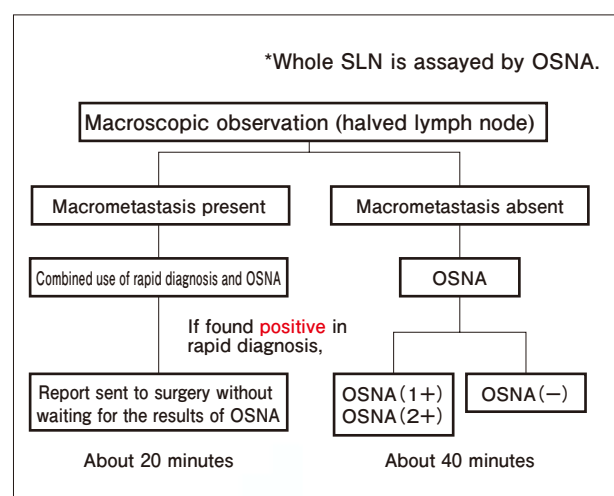 *Whole SLN is assayed by OSNA.
Macroscopic observation (halved lymph node)
Macrometastasis present
Macrometastasis absent
Combined use of rapid diagnosis and OSNA
OSNA
If found positive in
rapid diagnosis,
Report sent to surgery without
waiting for the results of OSNA
OSNA(1+)
OSNA(2+)
OSNA(−)
About 20 minutes
About 40 minutes